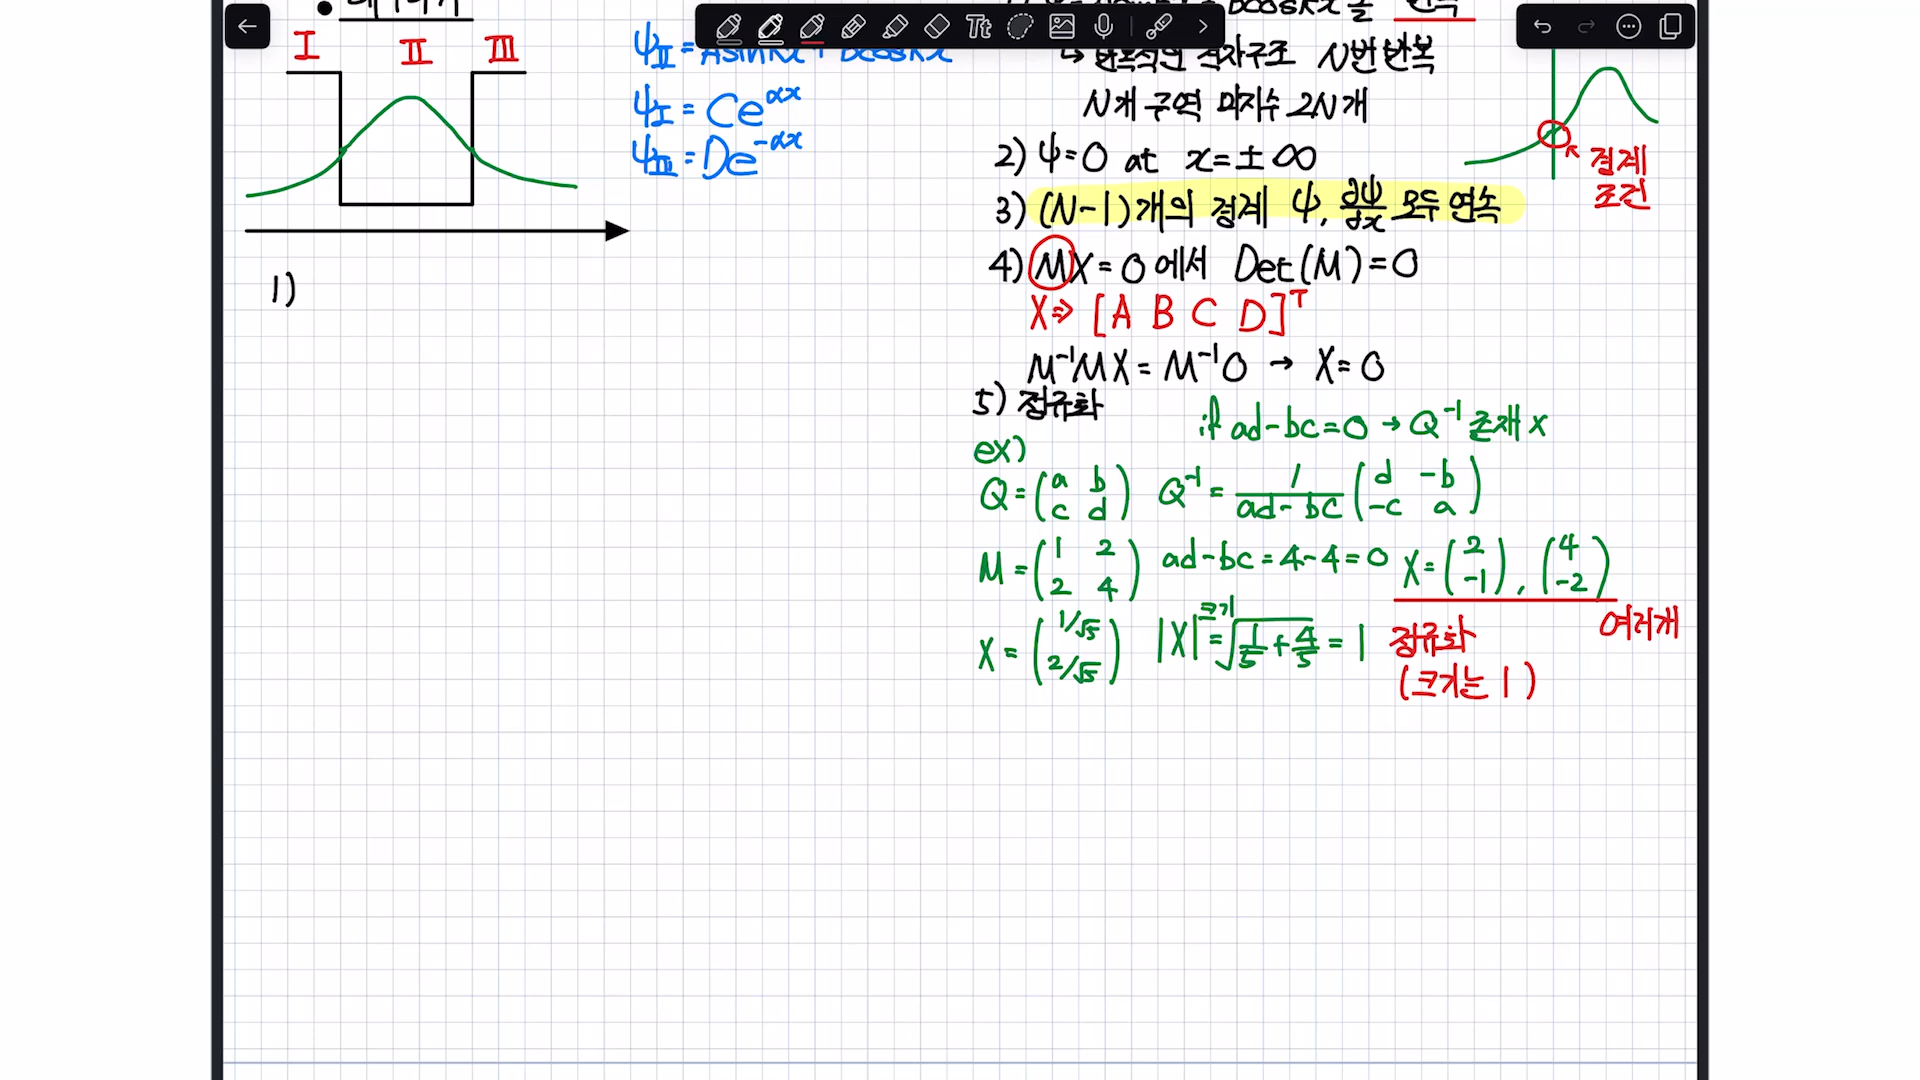 I II III
ψII = Asinkx + Bcoskx
ψI = Ce^αx
ψIII = De^-αx
1)
Tt
→ 반복적인 격자구조 N번 반복
N개 구역 미지수 2N개
2) ψ=0 at x=±∞
3) (N-1)개의 경계 ψ, ∂ψ/∂x 모두 연속
경계
조건
4) MX=0 에서 Det(M)=0
X⇒ [A B C D]^T
M^-1MX = M^-1O → X=0
5) 정규화
if ad-bc=0 → Q^-1 존재 X
ex)
Q = (a b c d) Q^-1 = 1/ad-bc (d -b -c a)
M = (1 2 2 4) ad-bc=4-4=0 X=(2 -1), (4 -2)
여러개
X = (1/√5 2/√5) |X| 크기 = √1/5+4/5 = 1
정규화
(크기는 1)